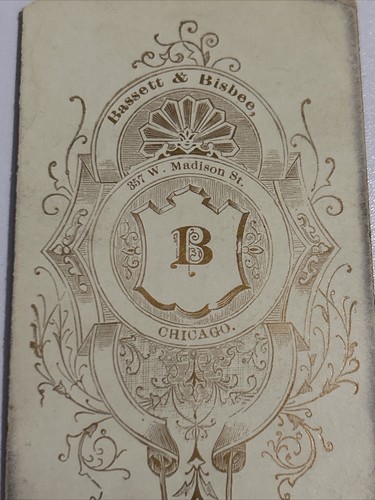 Bassett & Bisbee,
357 W. Madison St.
B
CHICAGO.